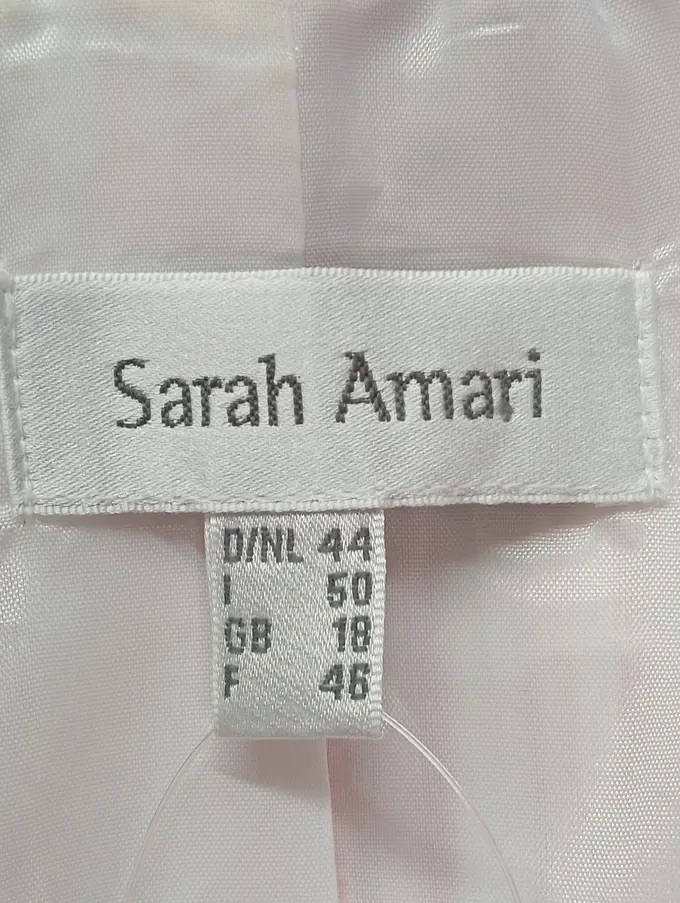 Sarah Amari
D/NL 44
I 50
GB 18
F 46